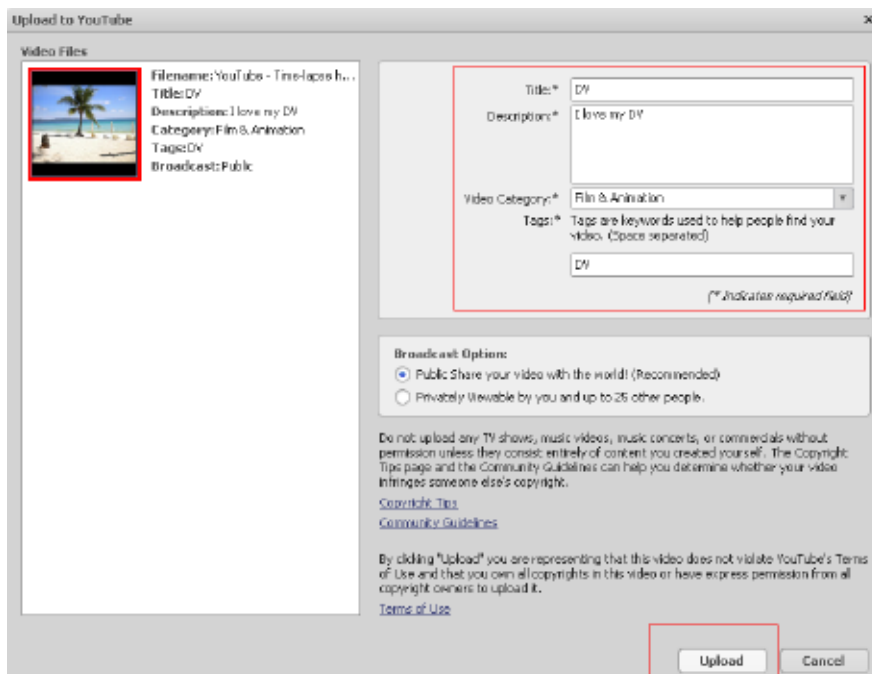 Upload to YouTube
x
Video Files
Filename:YouTube - Time-lapse h...
Title:DV
Description:I love my DV
Category:Film & Animation
Tags:DV
Broadcast:Public
Title:* DV
Description:* I love my DV
Video Category:* Film & Animation
Tags:* Tags are keywords used to help people find your
video. (Space separated)
DV
(* Indicates required field)
Broadcast Option:
Public Share your video with the world! (Recommended)
Privately Viewable by you and up to 25 other people.
Do not upload any TV shows, music videos, music concerts, or commercials without
permission unless they consist entirely of content you created yourself. The Copyright
Tips page and the Community Guidelines can help you determine whether your video
infringes someone else's copyright.
Copyright Tips
Community Guidelines
By clicking "Upload" you are representing that this video does not violate YouTube's Terms
of Use and that you own all copyrights in this video or have express permission from all
copyright owners to upload it.
Terms of Use
Upload Cancel